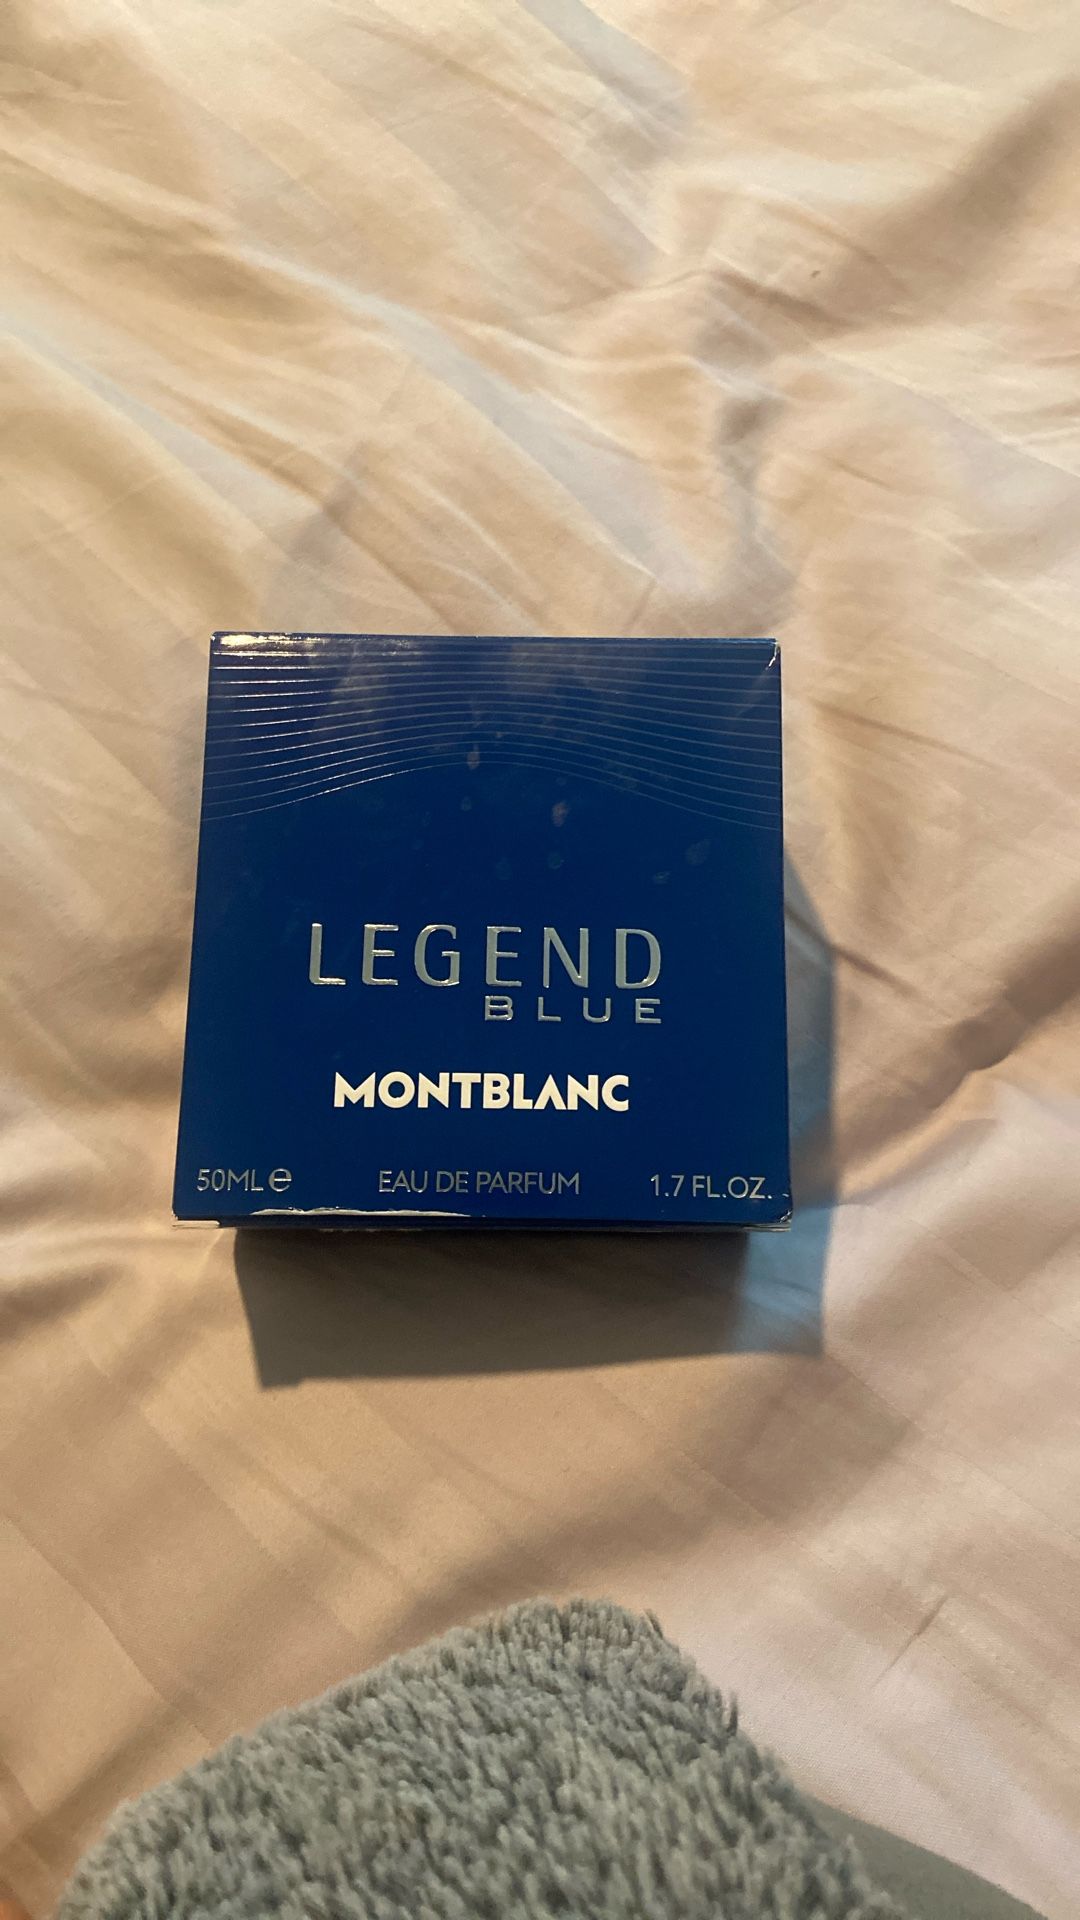 LEGEND
BLUE
MONTBLANC
50ML℮ EAU DE PARFUM 1.7 FL.OZ.